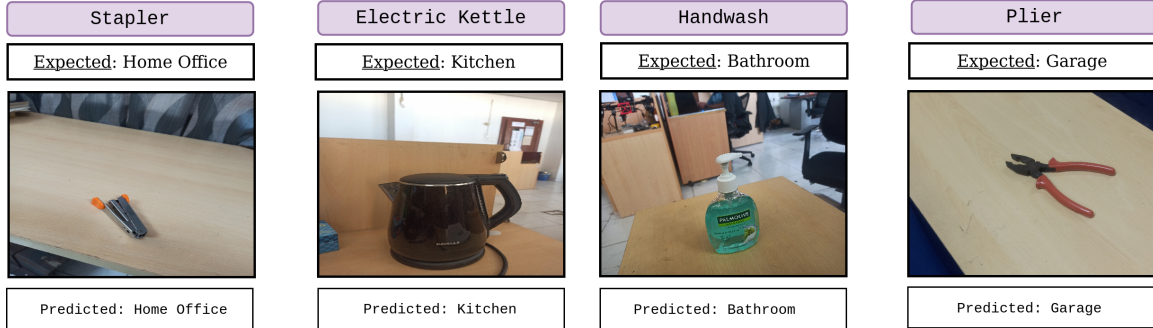 Stapler
Expected: Home Office
Predicted: Home Office
Electric Kettle
Expected: Kitchen
Predicted: Kitchen
Handwash
Expected: Bathroom
PALMOLIVE
Predicted: Bathroom
Plier
Expected: Garage
Predicted: Garage